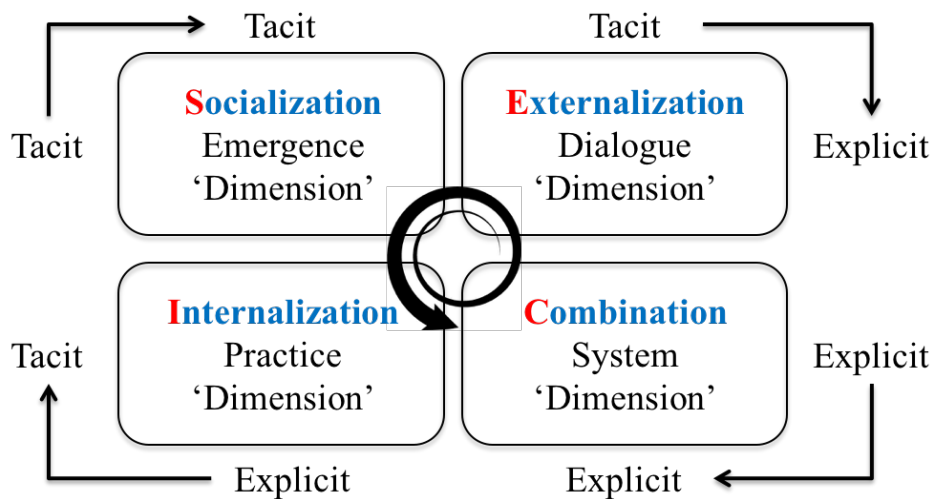 Tacit
Tacit
Socialization
Emergence
‘Dimension’
Externalization
Dialogue
‘Dimension’
Tacit
Explicit
Internalization
Practice
‘Dimension’
Combination
System
‘Dimension’
Tacit
Explicit
Explicit
Explicit